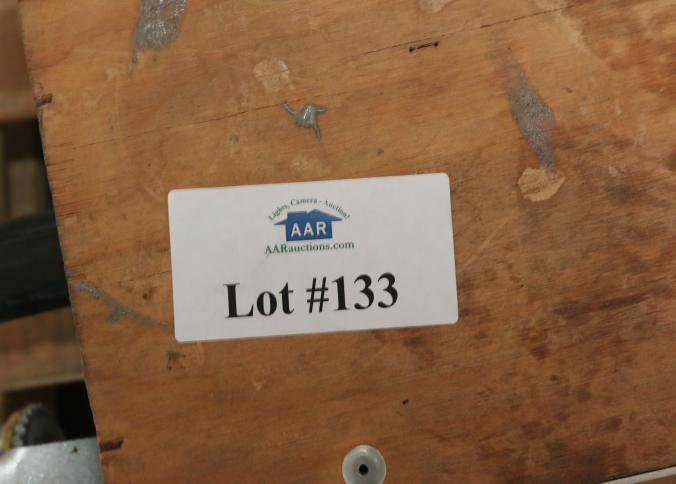 Lights, Camera - Auction!
AAR
AARauctions.com
Lot #133